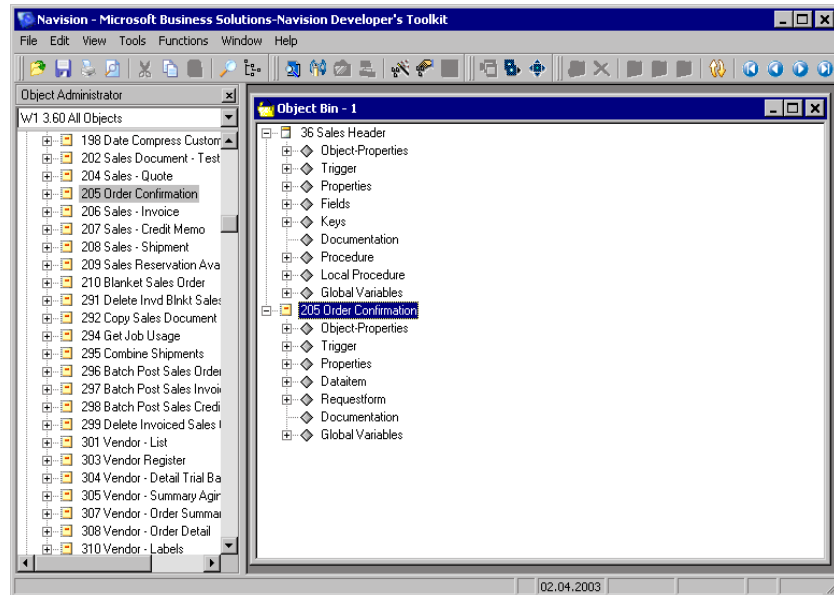 Navision - Microsoft Business Solutions-Navision Developer's Toolkit
File Edit View Tools Functions Window Help
Object Administrator
W1 3.60 All Objects
198 Date Compress Custom
202 Sales Document - Test
204 Sales - Quote
205 Order Confirmation
206 Sales - Invoice
207 Sales - Credit Memo
208 Sales - Shipment
209 Sales Reservation Ava
210 Blanket Sales Order
291 Delete Invd Blnkt Sales
292 Copy Sales Document
294 Get Job Usage
295 Combine Shipments
296 Batch Post Sales Order
297 Batch Post Sales Invoi
298 Batch Post Sales Credi
299 Delete Invoiced Sales
301 Vendor - List
303 Vendor Register
304 Vendor - Detail Trial Ba
305 Vendor - Summary Agin
307 Vendor - Order Summar
308 Vendor - Order Detail
310 Vendor - Labels
Object Bin - 1
36 Sales Header
Object-Properties
Trigger
Properties
Fields
Keys
Documentation
Procedure
Local Procedure
Global Variables
205 Order Confirmation
Object-Properties
Trigger
Properties
Dataitem
Requestform
Documentation
Global Variables
02.04.2003